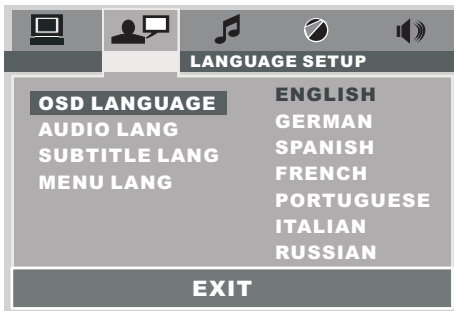 LANGUAGE SETUP
OSD LANGUAGE
AUDIO LANG
SUBTITLE LANG
MENU LANG
ENGLISH
GERMAN
SPANISH
FRENCH
PORTUGUESE
ITALIAN
RUSSIAN
EXIT